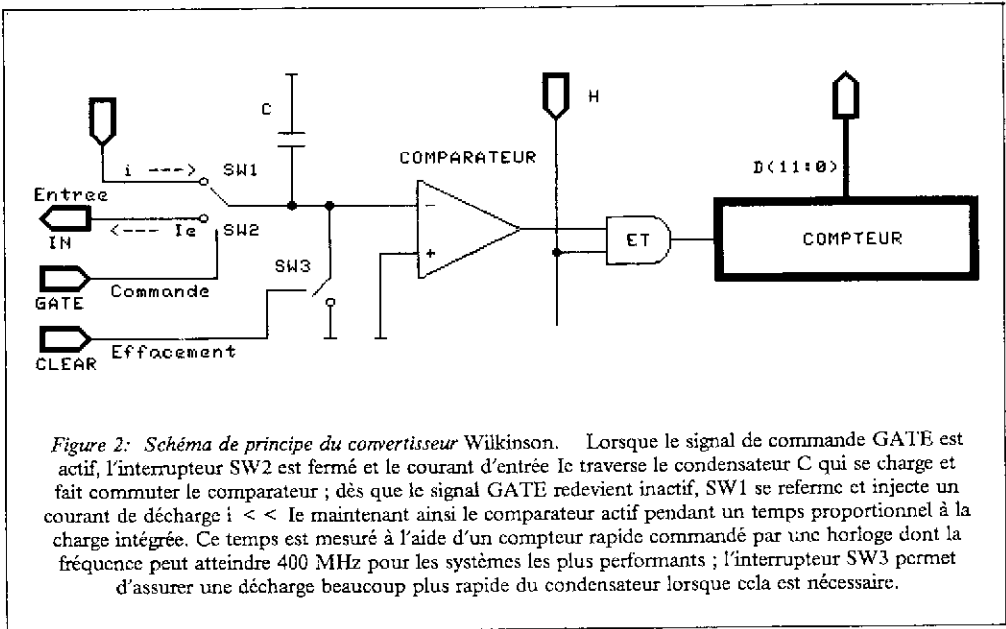 H
C
COMPARATEUR
i --->
SW1
D(11:0)
Entree
<--- Ie
SW2
IN
ET
COMPTEUR
SW3
GATE
Commande
CLEAR
Effacement
-
+
Figure 2: Schéma de principe du convertisseur Wilkinson. Lorsque le signal de commande GATE est
actif, l'interrupteur SW2 est fermé et le courant d'entrée Ie traverse le condensateur C qui se charge et
fait commuter le comparateur ; dès que le signal GATE redevient inactif, SW1 se referme et injecte un
courant de décharge i < < Ie maintenant ainsi le comparateur actif pendant un temps proportionnel à la
charge intégrée. Ce temps est mesuré à l'aide d'un compteur rapide commandé par une horloge dont la
fréquence peut atteindre 400 MHz pour les systèmes les plus performants ; l'interrupteur SW3 permet
d'assurer une décharge beaucoup plus rapide du condensateur lorsque cela est nécessaire.